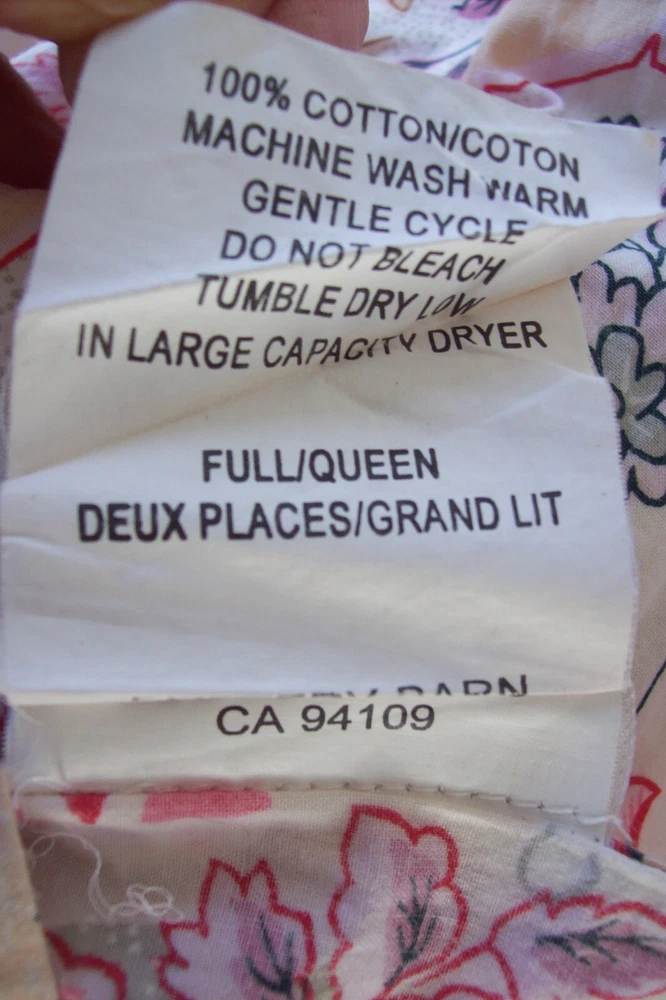 100% COTTON/COTON
MACHINE WASH WARM
GENTLE CYCLE
DO NOT BLEACH
TUMBLE DRY LOW
IN LARGE CAPACITY DRYER
FULL/QUEEN
DEUX PLACES/GRAND LIT
BARN
CA 94109